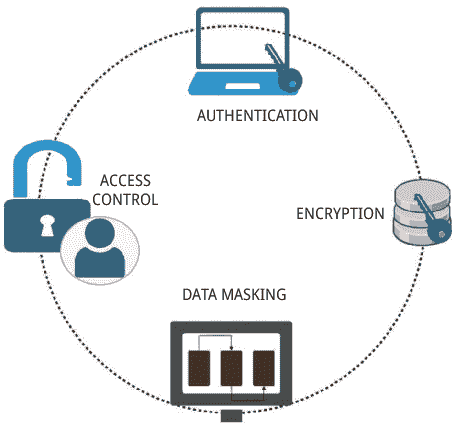 AUTHENTICATION
ACCESS
CONTROL
ENCRYPTION
DATA MASKING